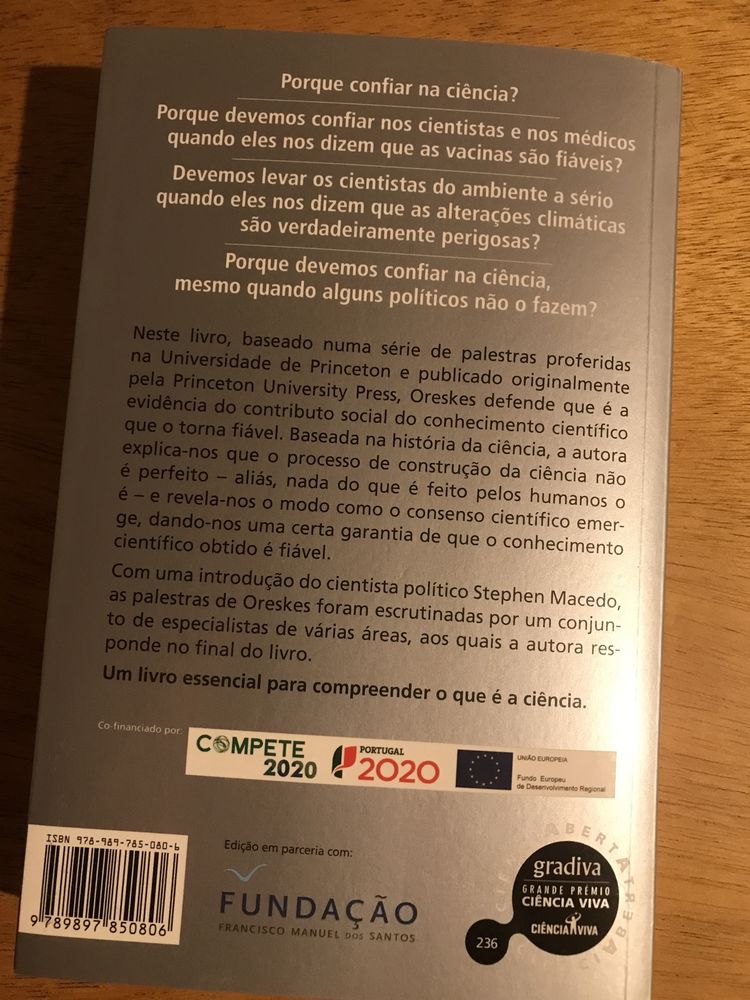 Porque confiar na ciência?
Porque devemos confiar nos cientistas e nos médicos
quando eles nos dizem que as vacinas são fiáveis?
Devemos levar os cientistas do ambiente a sério
quando eles nos dizem que as alterações climáticas
são verdadeiramente perigosas?
Porque devemos confiar na ciência,
mesmo quando alguns políticos não o fazem?
Neste livro, baseado numa série de palestras proferidas
na Universidade de Princeton e publicado originalmente
pela Princeton University Press, Oreskes defende que é a
evidência do contributo social do conhecimento científico
que o torna fiável. Baseada na história da ciência, a autora
explica-nos que o processo de construção da ciência não
é perfeito – aliás, nada do que é feito pelos humanos o
é – e revela-nos o modo como o consenso científico emer-
ge, dando-nos uma certa garantia de que o conhecimento
científico obtido é fiável.
Com uma introdução do cientista político Stephen Macedo,
as palestras de Oreskes foram escrutinadas por um conjun-
to de especialistas de várias áreas, aos quais a autora res-
ponde no final do livro.
Um livro essencial para compreender o que é a ciência.
Co-financiado por:
COMPETE
2020
PORTUGAL
2020
UNIÃO EUROPEIA
Fundo Europeu
de Desenvolvimento Regional
ISBN 978-989-785-080-6
9 789897 850806
Edição em parceria com:
FUNDAÇÃO
FRANCISCO MANUEL DOS SANTOS
ABERTA
gradiva
GRANDE PRÉMIO
CIÊNCIA VIVA
CIÊNCIA VIVA
236